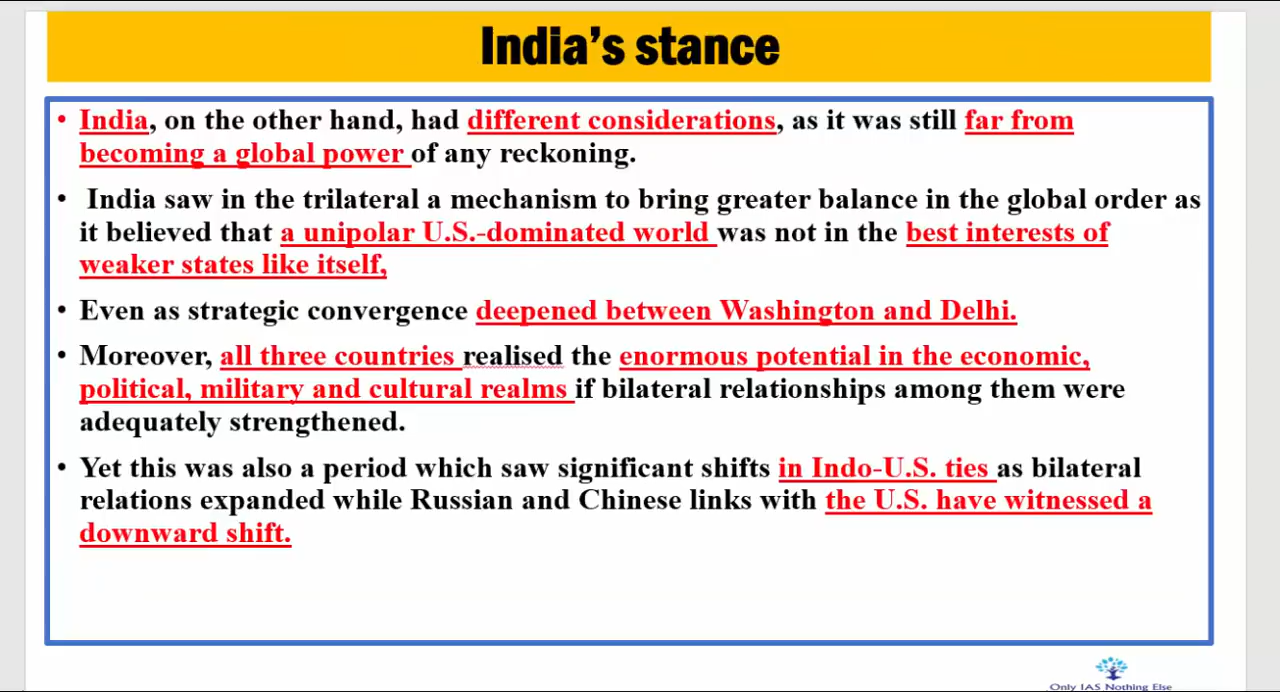 India's stance
• India, on the other hand, had different considerations, as it was still far from
becoming a global power of any reckoning.
• India saw in the trilateral a mechanism to bring greater balance in the global order as
it believed that a unipolar U.S.-dominated world was not in the best interests of
weaker states like itself,
• Even as strategic convergence deepened between Washington and Delhi.
• Moreover, all three countries realised the enormous potential in the economic,
political, military and cultural realms if bilateral relationships among them were
adequately strengthened.
• Yet this was also a period which saw significant shifts in Indo-U.S. ties as bilateral
relations expanded while Russian and Chinese links with the U.S. have witnessed a
downward shift.
Only IAS Nothing Else